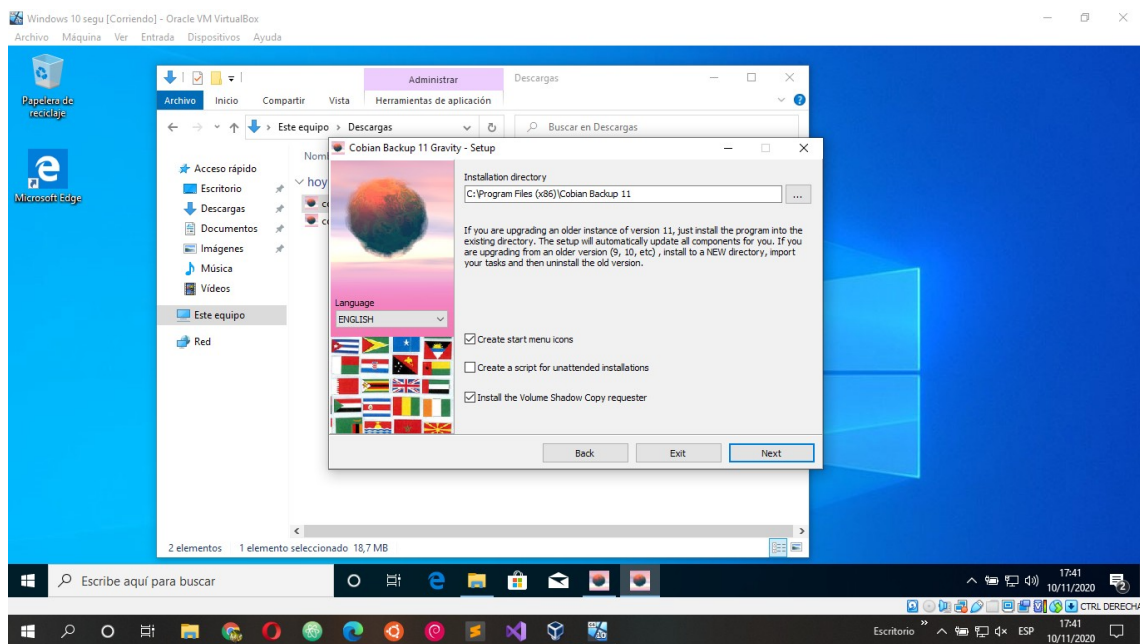 Windows 10 segu [Corriendo] - Oracle VM VirtualBox
Archivo Máquina Ver Entrada Dispositivos Ayuda
Papelera de
reciclaje
Microsoft Edge
Administrar
Descargas
Archivo Inicio Compartir Vista Herramientas de aplicación
Este equipo > Descargas
Buscar en Descargas
hoy
Acceso rápido
Escritorio
Descargas
Documentos
Imágenes
Música
Vídeos
Este equipo
Red
Cobian Backup 11 Gravity - Setup
Installation directory
C:\Program Files (x86)\Cobian Backup 11
...
If you are upgrading an older instance of version 11, just install the program into the
existing directory. The setup will automatically update all components for you. If you
are upgrading from an older version (9, 10, etc) , install to a NEW directory, import
your tasks and then uninstall the old version.
Language
ENGLISH
Create start menu icons
Create a script for unattended installations
Install the Volume Shadow Copy requester
Back Exit Next
2 elementos 1 elemento seleccionado 18,7 MB
Escribe aquí para buscar
17:41
10/11/2020
2
CTRL DERECHA
Escritorio
ESP
17:41
10/11/2020